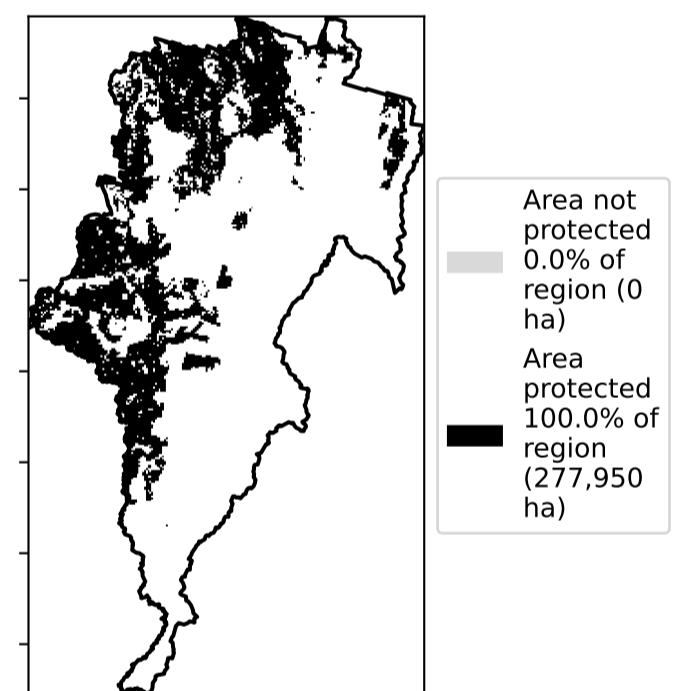 Area not
protected
0.0% of
region (0
ha)
Area
protected
100.0% of
region
(277,950
ha)